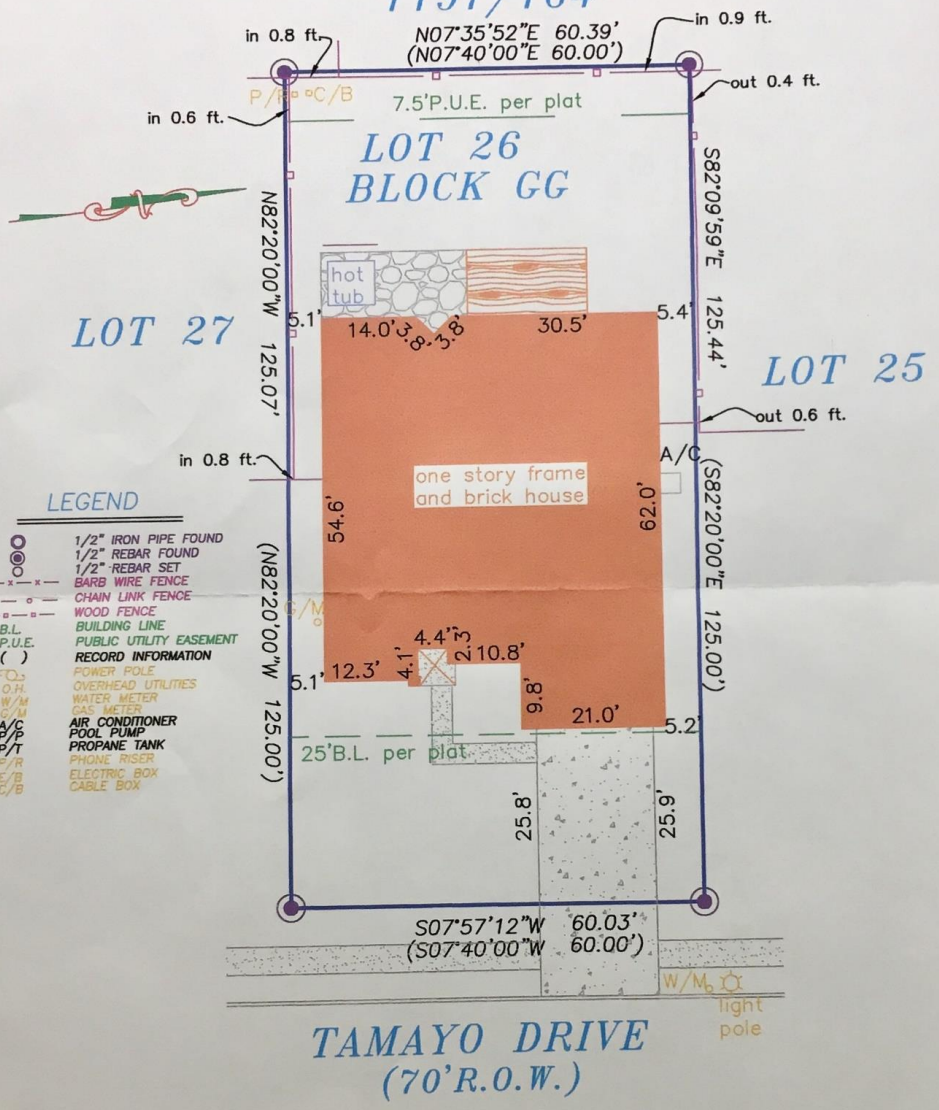 in 0.8 ft.
N07°35'52"E 60.39'
(N07°40'00"E 60.00')
in 0.9 ft.
P/R C/B
7.5'P.U.E. per plat
out 0.4 ft.
in 0.6 ft.
LOT 26
BLOCK GG
N82°20'00"W 125.07'
S82°09'59"E 125.44'
hot
tub
LOT 27
5.1'
14.0'
3.8'
3.8'
30.5'
5.4'
LOT 25
out 0.6 ft.
in 0.8 ft.
A/C
one story frame
and brick house
54.6'
62.0'
(S82°20'00"E 125.00')
(N82°20'00"W 125.00')
LEGEND
1/2" IRON PIPE FOUND
1/2" REBAR FOUND
1/2" REBAR SET
BARB WIRE FENCE
CHAIN LINK FENCE
WOOD FENCE
B.L. BUILDING LINE
P.U.E. PUBLIC UTILITY EASEMENT
( ) RECORD INFORMATION
POWER POLE
O.H. OVERHEAD UTILITIES
W/M WATER METER
G/M GAS METER
A/C AIR CONDITIONER
P/P POOL PUMP
P/T PROPANE TANK
P/R PHONE RISER
E/B ELECTRIC BOX
C/B CABLE BOX
G/M
5.1'
12.3'
4.1'
4.4'
2.3'
10.8'
9.8'
21.0'
5.2'
25'B.L. per plat
25.8'
25.9'
S07°57'12"W 60.03'
(S07°40'00"W 60.00')
W/M
light
pole
TAMAYO DRIVE
(70'R.O.W.)